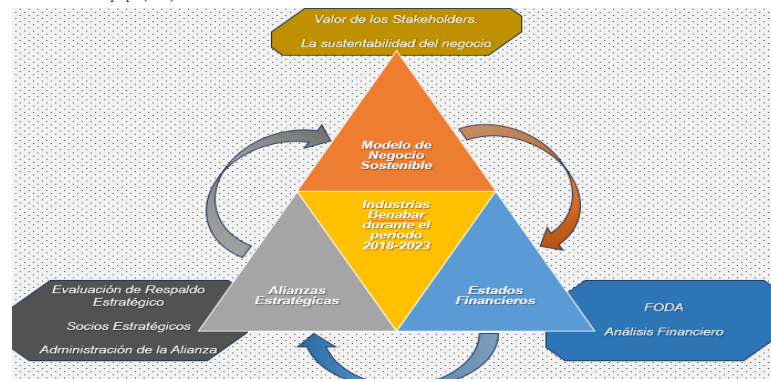 Valor de los Stakeholders.
La sustentabilidad del negocio
Modelo de
Negocio
Sostenible
Industrias
Benabar
durante el
periodo
2018-2023
Alianzas
Estratégicas
Estados
Financieros
Evaluación de Respaldo
Estratégico
Socios Estratégicos
Administración de la Alianza
FODA
Análisis Financiero